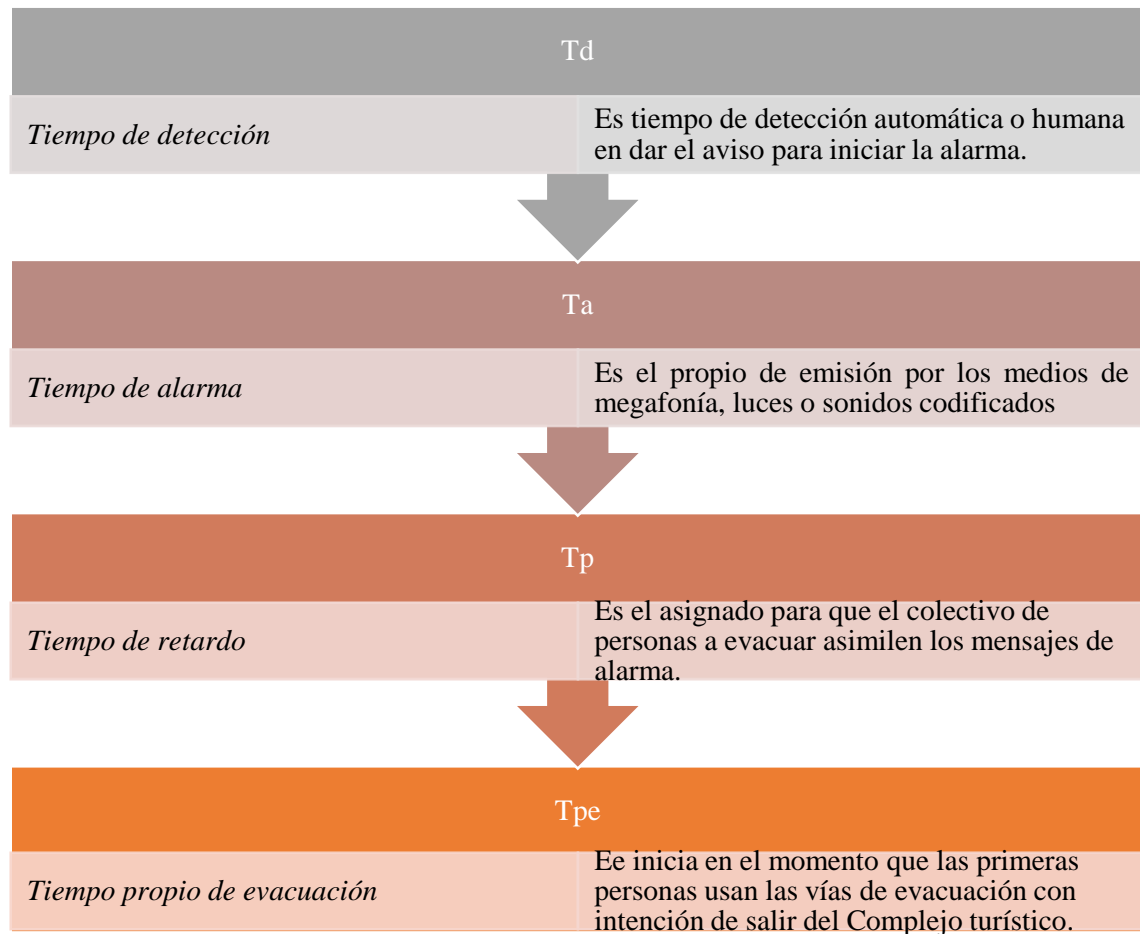 Td
Tiempo de detección
Es tiempo de detección automática o humana
en dar el aviso para iniciar la alarma.
Ta
Tiempo de alarma
Es el propio de emisión por los medios de
megafonía, luces o sonidos codificados
Tp
Tiempo de retardo
Es el asignado para que el colectivo de
personas a evacuar asimilen los mensajes de
alarma.
Tpe
Tiempo propio de evacuación
Ee inicia en el momento que las primeras
personas usan las vías de evacuación con
intención de salir del Complejo turístico.